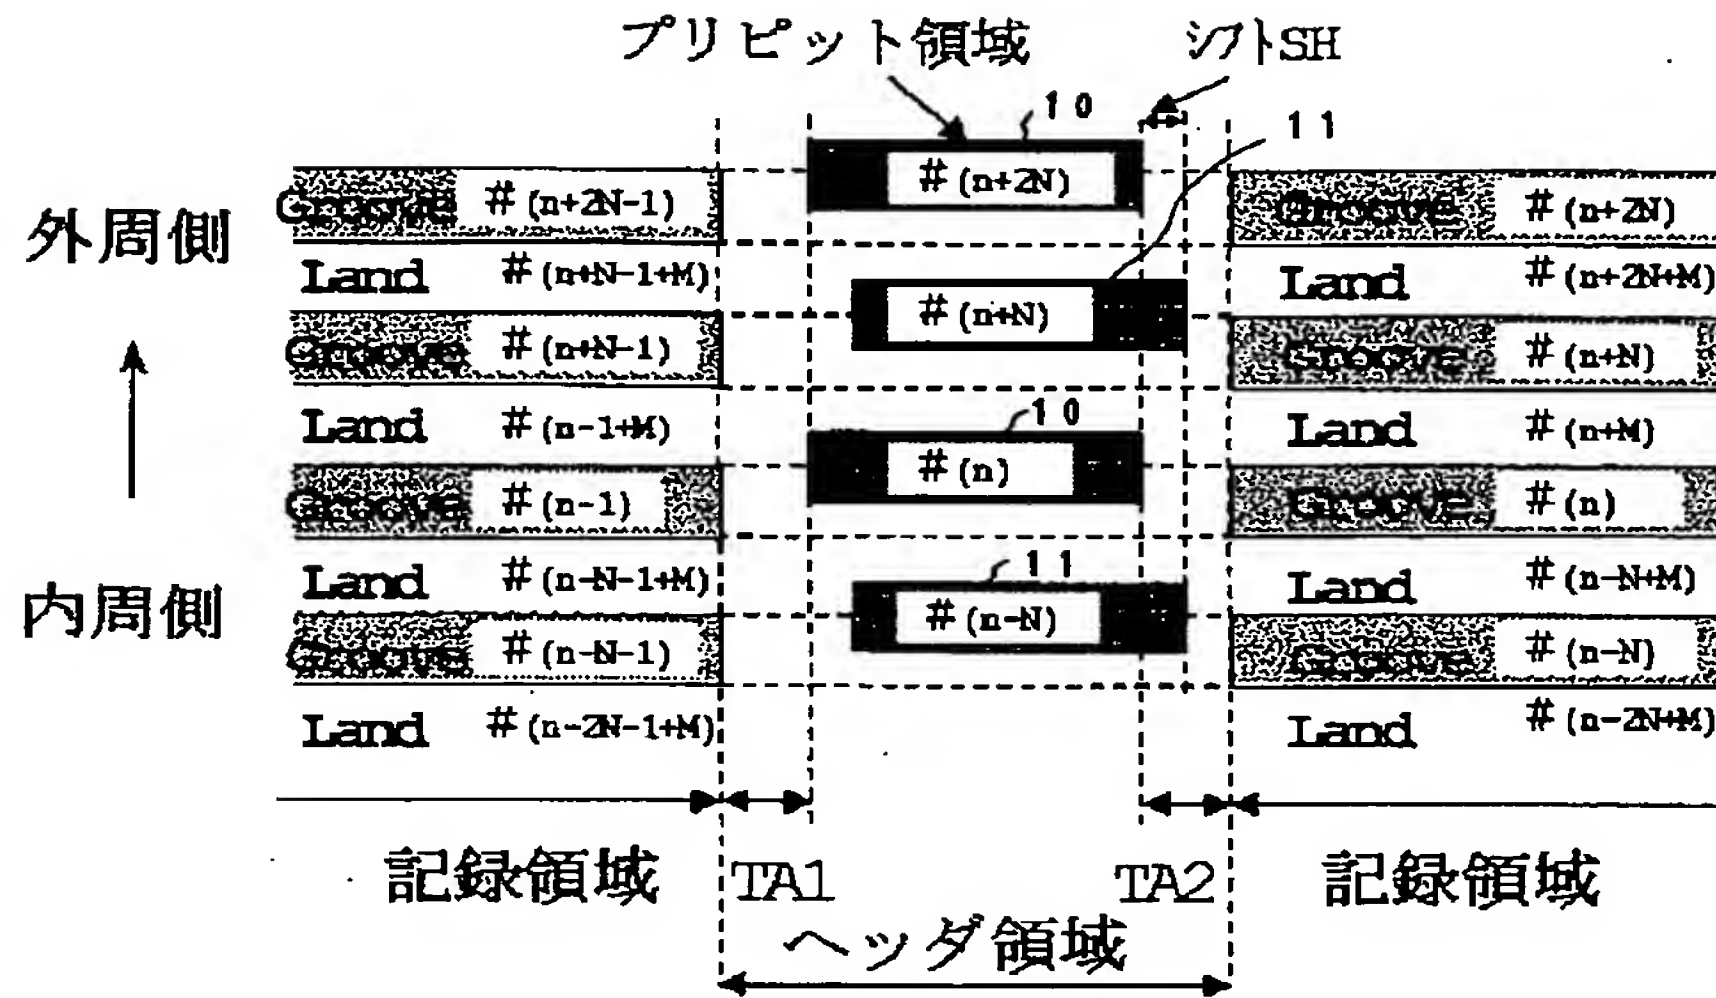 プリピット領域
シフトSH
10
11
#(n+2N)
Groove #(n+2N-1)
Groove #(n+2N)
外周側
Land #(n+N-1+M)
Land #(n+2N+M)
#(n+N)
Groove #(n+N-1)
Groove #(n+N)
Land #(n-1+M)
10
Land #(n+M)
#(n)
Groove #(n-1)
Groove #(n)
内周側
Land #(n-N-1+M)
11
Land #(n-N+M)
#(n-N)
Groove #(n-N-1)
Groove #(n-N)
Land #(n-2N-1+M)
Land #(n-2N+M)
記録領域
TA1
TA2
記録領域
ヘッダ領域